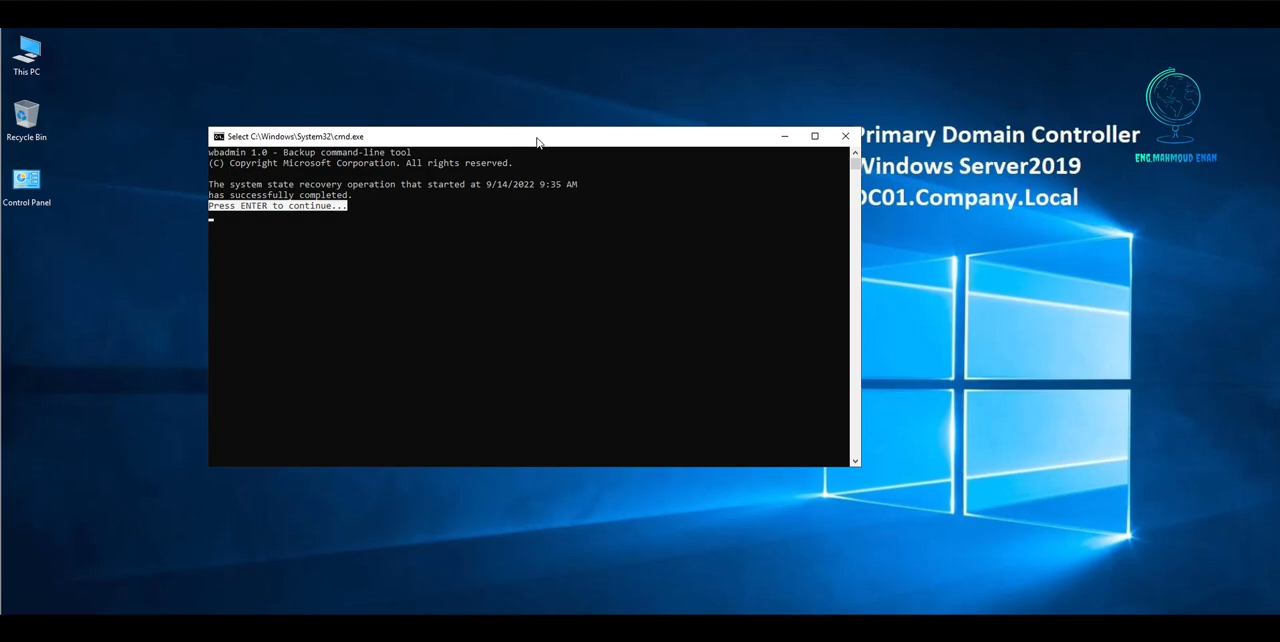 This PC
Recycle Bin
Control Panel
Select C:\Windows\System32\cmd.exe
wbadmin 1.0 - Backup command-line tool
(C) Copyright Microsoft Corporation. All rights reserved.
The system state recovery operation that started at 9/14/2022 9:35 AM
has successfully completed.
Press ENTER to continue...
Primary Domain Controller
Windows Server2019
DC01.Company.Local
ENG.MAHMOUD ENAN